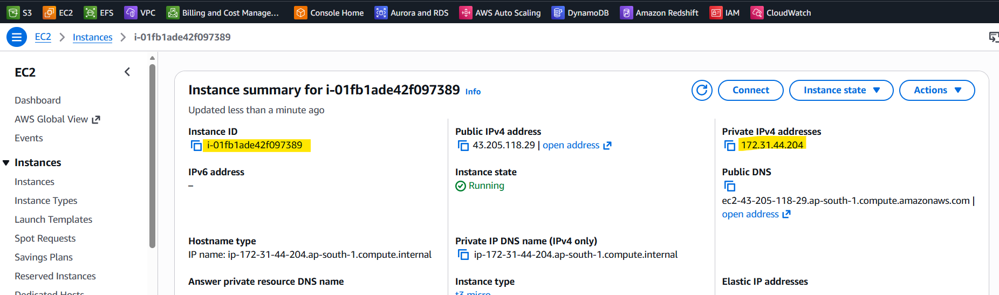 S3 EC2 EFS VPC Billing and Cost Manage... Console Home Aurora and RDS AWS Auto Scaling DynamoDB Amazon Redshift IAM CloudWatch
EC2 > Instances > i-01fb1ade42f097389
EC2
Dashboard
AWS Global View
Events
Instances
Instances
Instance Types
Launch Templates
Spot Requests
Savings Plans
Reserved Instances
Dedicated Hosts
Instance summary for i-01fb1ade42f097389 Info
Connect
Instance state
Actions
Updated less than a minute ago
Instance ID
i-01fb1ade42f097389
Public IPv4 address
43.205.118.29 | open address
Private IPv4 addresses
172.31.44.204
IPv6 address
–
Instance state
Running
Public DNS
ec2-43-205-118-29.ap-south-1.compute.amazonaws.com |
open address
Hostname type
IP name: ip-172-31-44-204.ap-south-1.compute.internal
Private IP DNS name (IPv4 only)
ip-172-31-44-204.ap-south-1.compute.internal
Answer private resource DNS name
Instance type
t3.micro
Elastic IP addresses